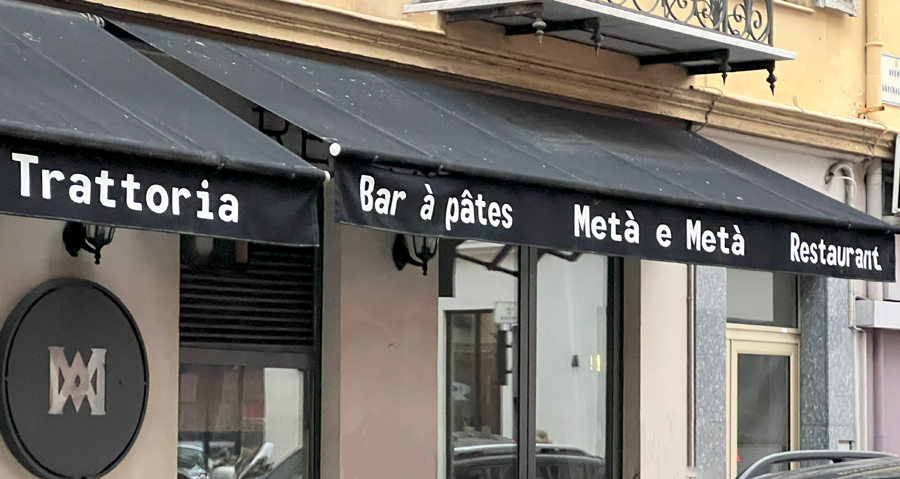 Trattoria
Bar à pâtes Metà e Metà Restaurant